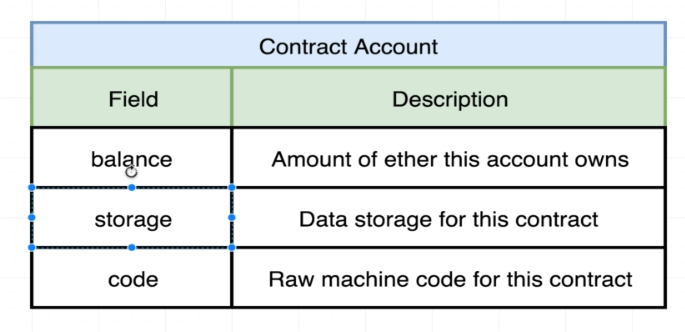 Contract Account
Field Description
balance Amount of ether this account owns
storage Data storage for this contract
code Raw machine code for this contract